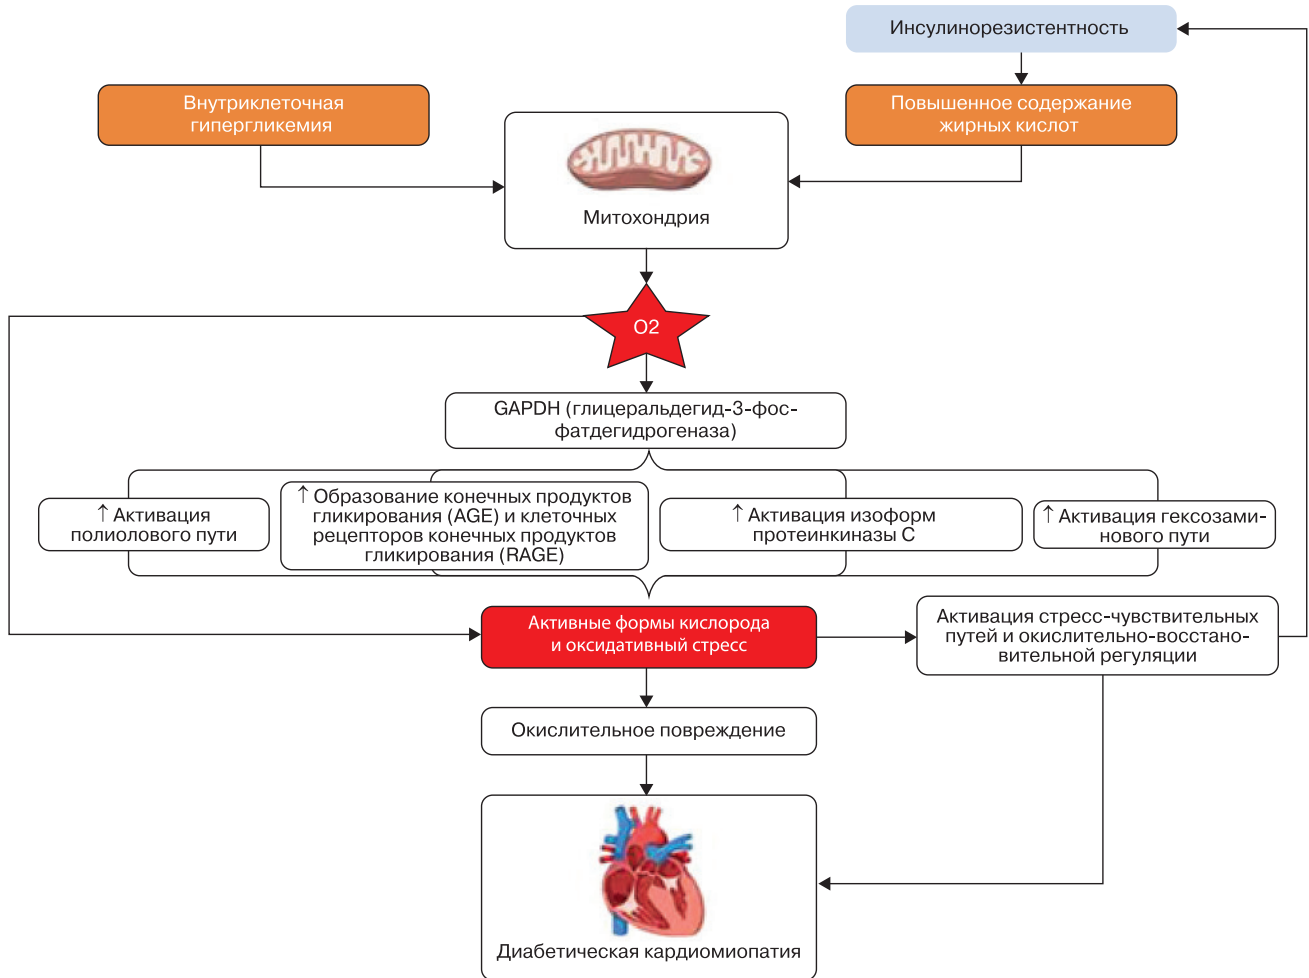 Инсулинорезистентность
Внутриклеточная
гипергликемия
Повышенное содержание
жирных кислот
Митохондрия
O2
GAPDH (глицеральдегид-3-фос-
фатдегидрогеназа)
↑ Активация
полиолового пути
↑ Образование конечных продуктов
гликирования (AGE) и клеточных
рецепторов конечных продуктов
гликирования (RAGE)
↑ Активация изоформ
протеинкиназы С
↑ Активация гексозами-
нового пути
Активные формы кислорода
и оксидативный стресс
Активация стресс-чувствительных
путей и окислительно-восстано-
вительной регуляции
Окислительное повреждение
Диабетическая кардиомиопатия